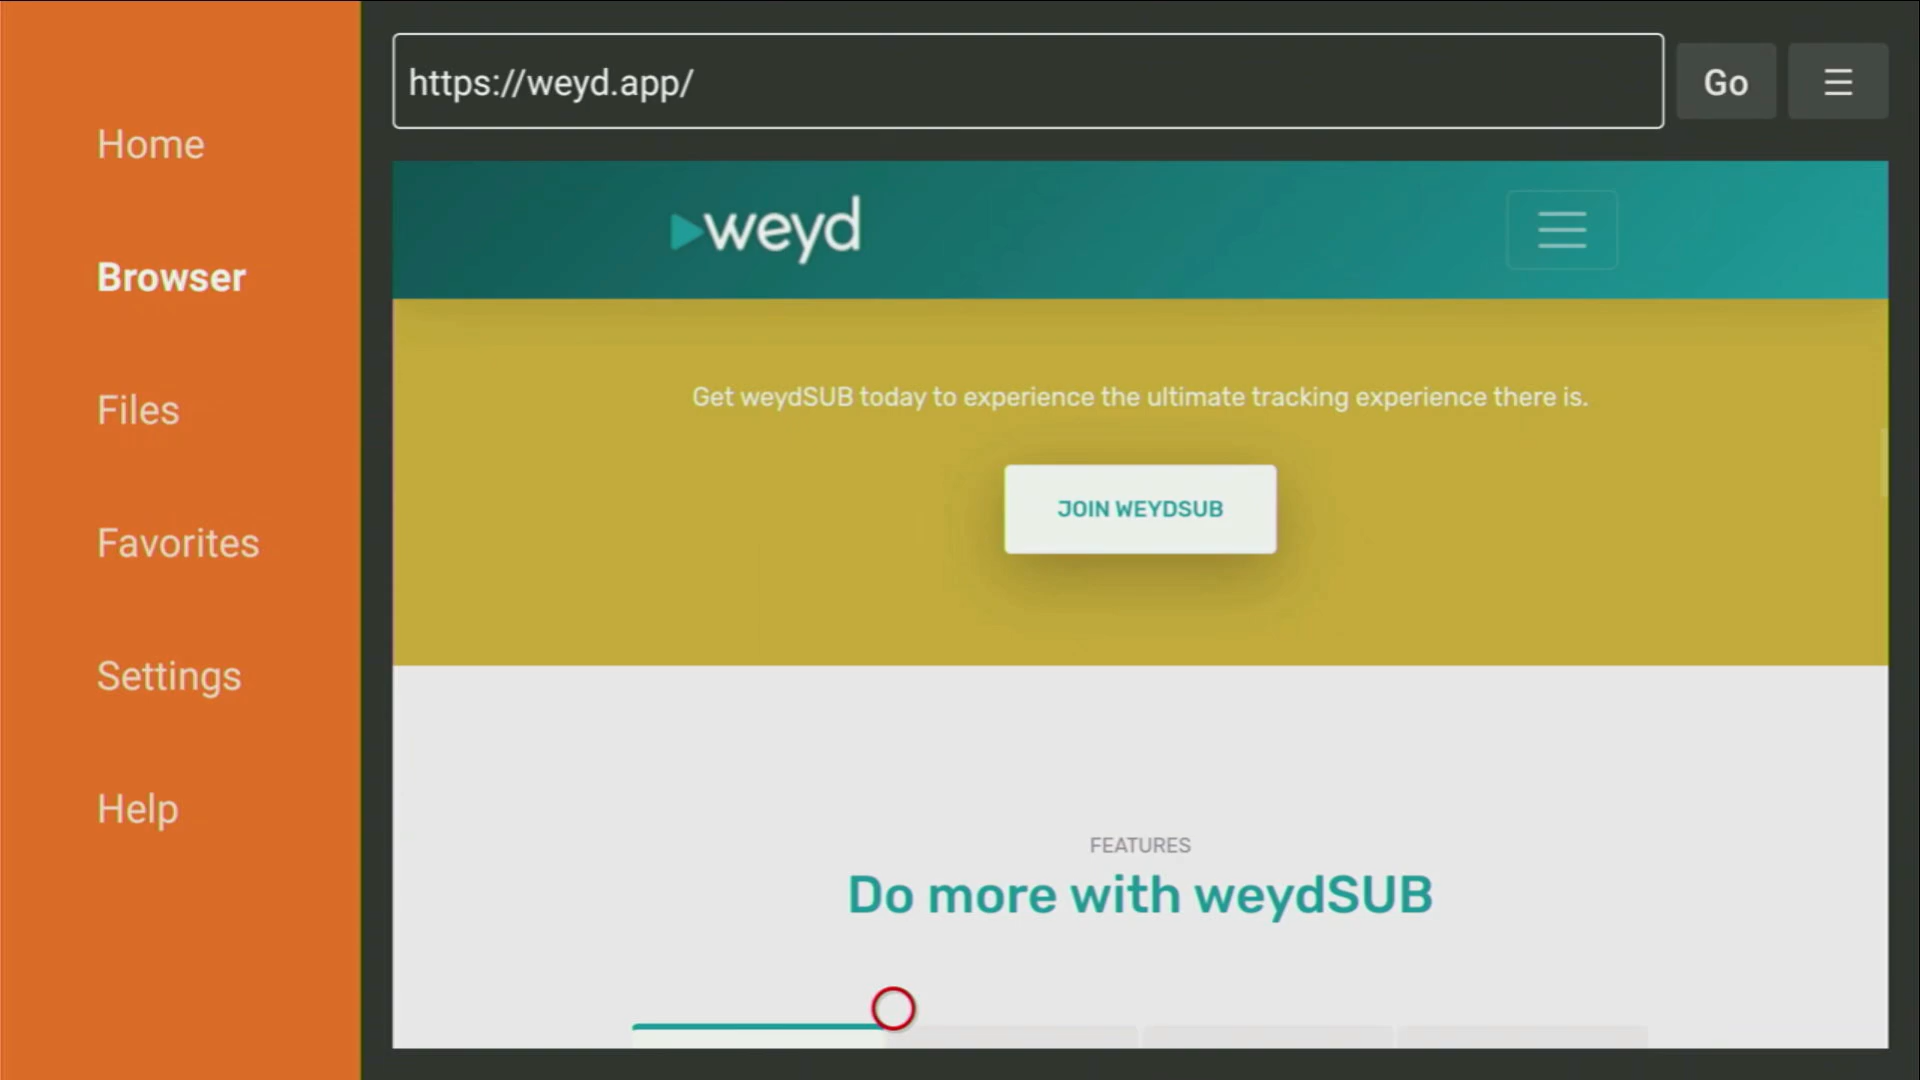 https://weyd.app/
Go
Home
weyd
Browser
Get weydSUB today to experience the ultimate tracking experience there is.
Files
JOIN WEYDSUB
Favorites
Settings
Help
FEATURES
Do more with weydSUB